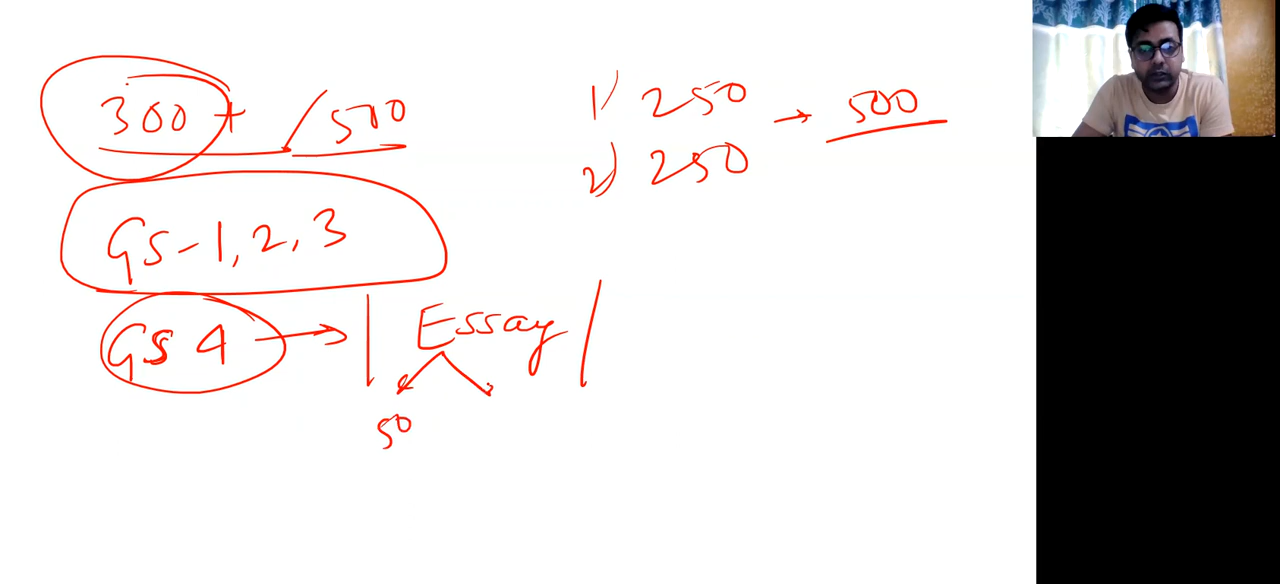 300+ / 500
1) 250 → 500
2) 250
GS-1, 2, 3
GS 4 → | Essay |
50